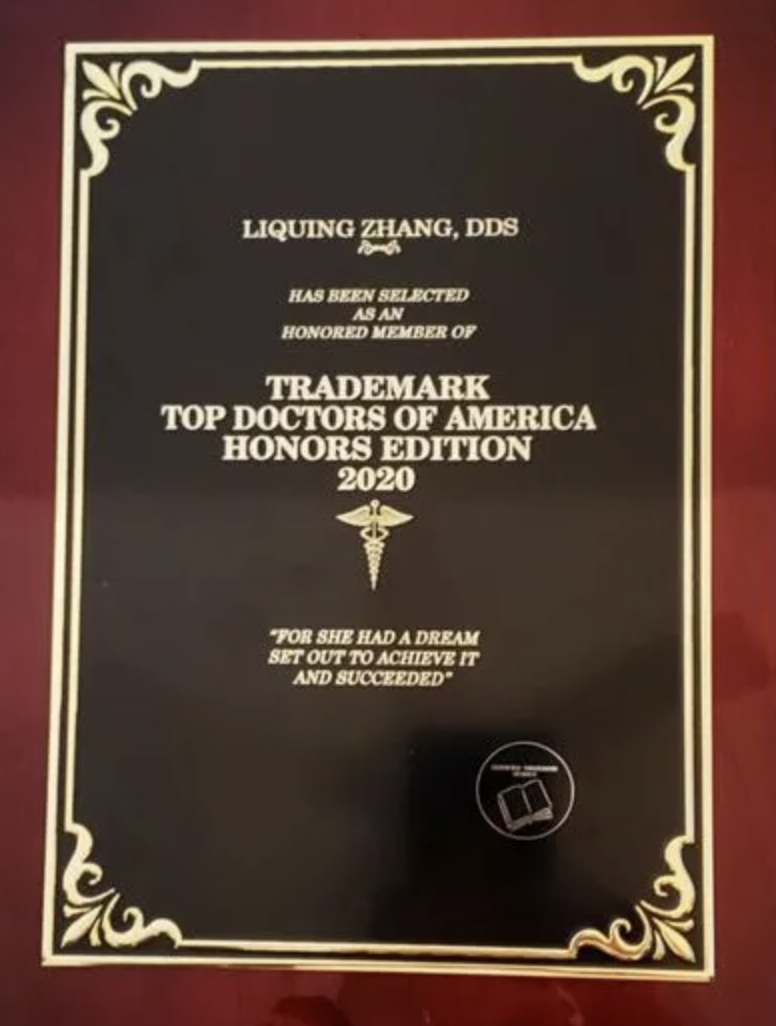 LIQUING ZHANG, DDS
HAS BEEN SELECTED
AS AN
HONORED MEMBER OF
TRADEMARK
TOP DOCTORS OF AMERICA
HONORS EDITION
2020
"FOR SHE HAD A DREAM
SET OUT TO ACHIEVE IT
AND SUCCEEDED"